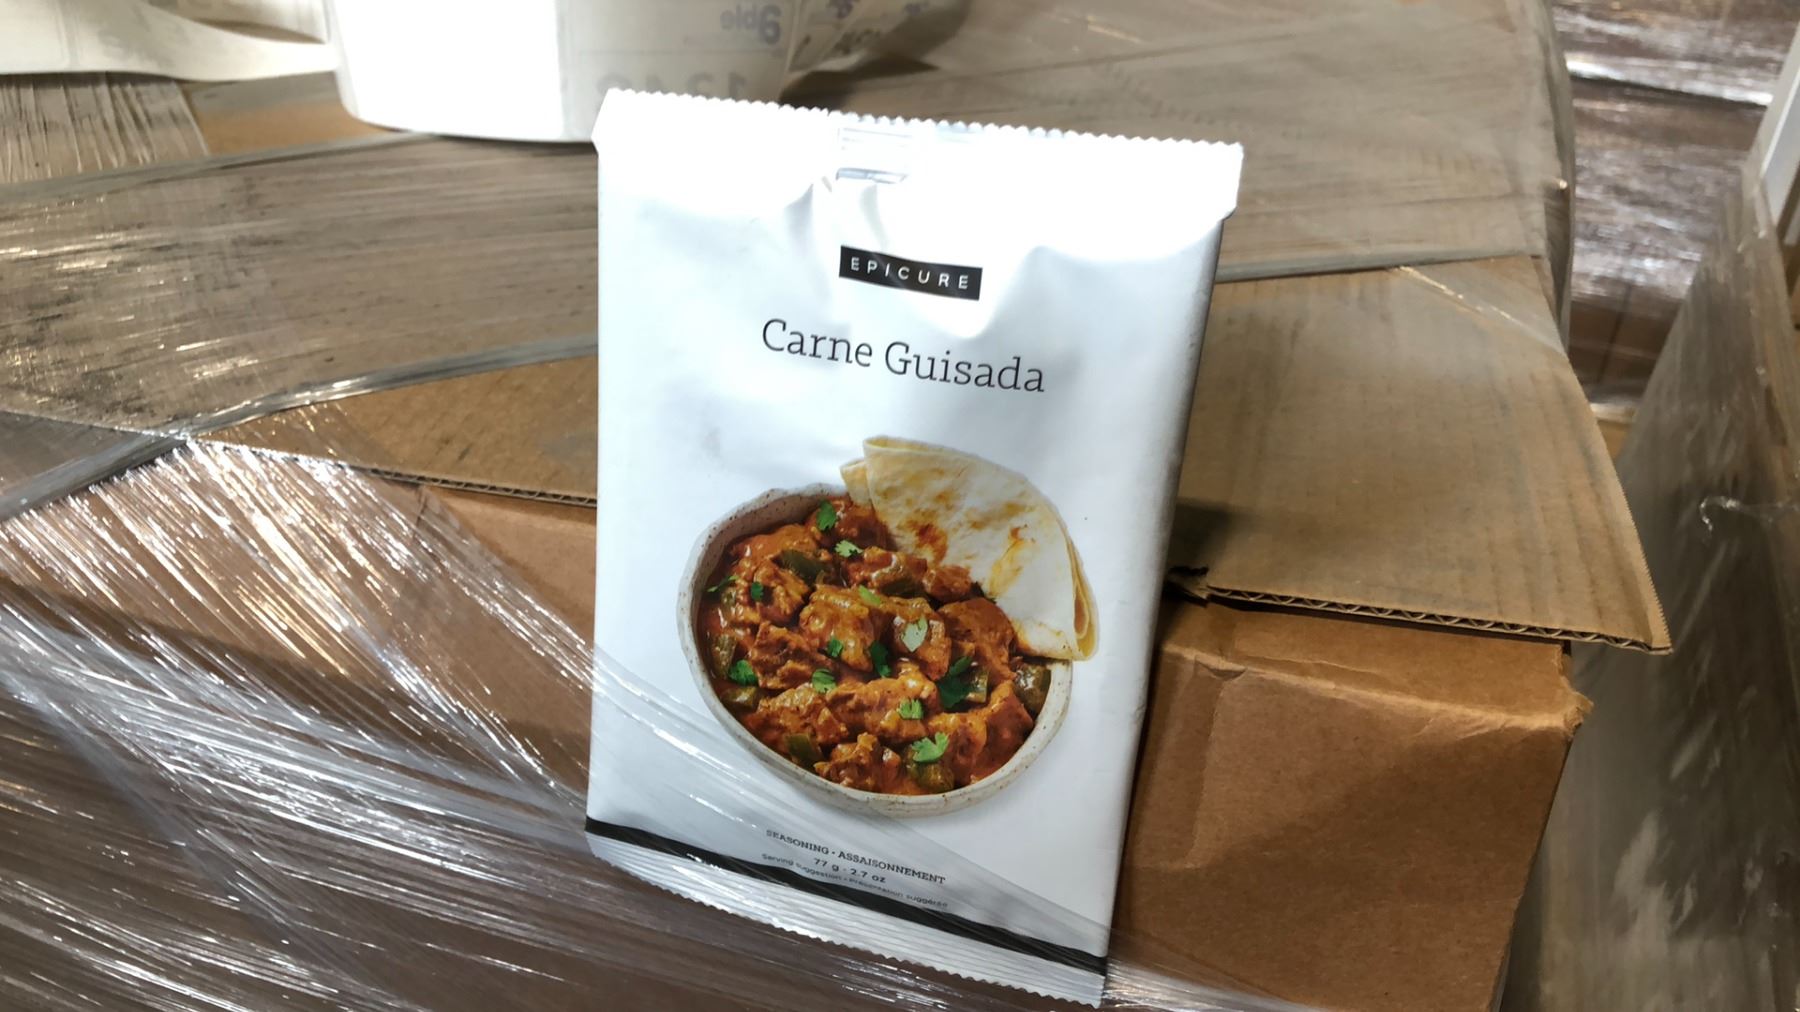 EPICURE
Carne Guisada
SEASONING • ASSAISONNEMENT
77 g • 2.7 oz
Serving suggestion • Présentation suggérée